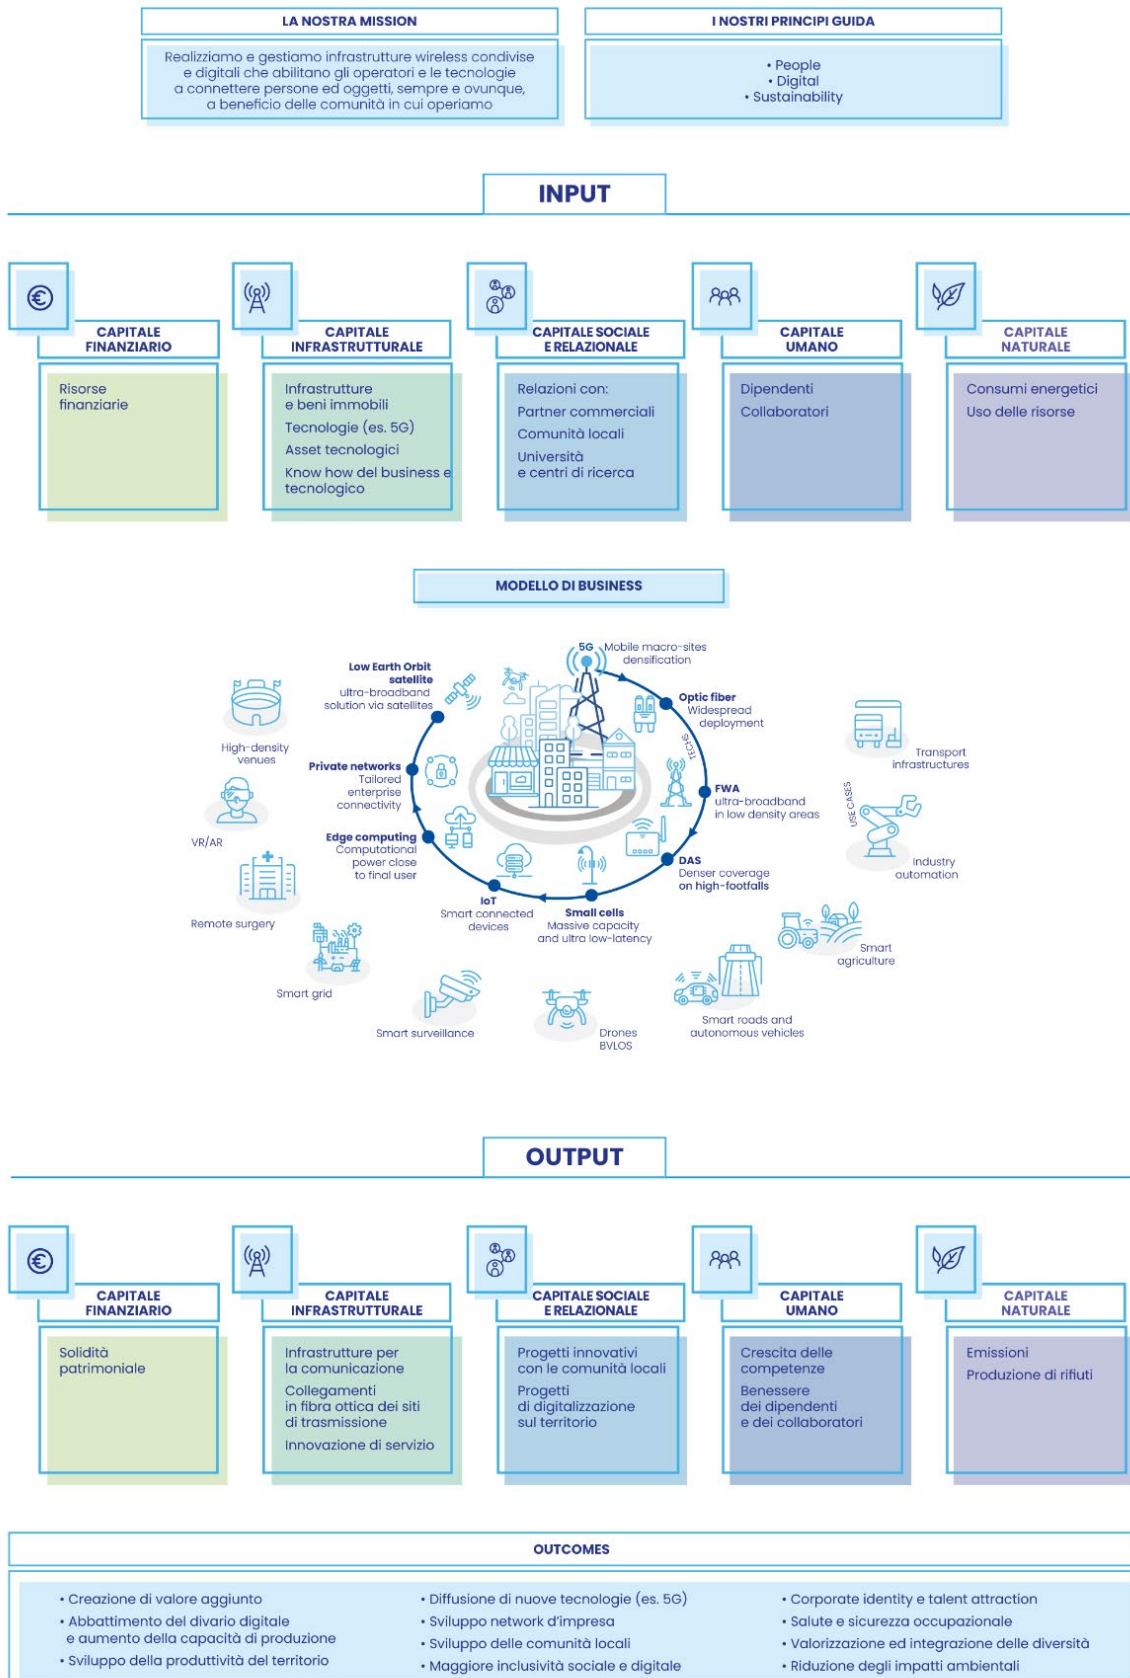 LA NOSTRA MISSION
Realizziamo e gestiamo infrastrutture wireless condivise
e digitali che abilitano gli operatori e le tecnologie
a connettere persone ed oggetti, sempre e ovunque,
a beneficio delle comunità in cui operiamo
I NOSTRI PRINCIPI GUIDA
• People
• Digital
• Sustainability
INPUT
CAPITALE
FINANZIARIO
Risorse
finanziarie
CAPITALE
INFRASTRUTTURALE
Infrastrutture
e beni immobili
Tecnologie (es. 5G)
Asset tecnologici
Know how del business e
tecnologico
CAPITALE SOCIALE
E RELAZIONALE
Relazioni con:
Partner commerciali
Comunità locali
Università
e centri di ricerca
CAPITALE
UMANO
Dipendenti
Collaboratori
CAPITALE
NATURALE
Consumi energetici
Uso delle risorse
MODELLO DI BUSINESS
5G Mobile macro-sites
densification
Optic fiber
Widespread
deployment
TECHS
FWA
ultra-broadband
in low density areas
DAS
Denser coverage
on high-footfalls
Small cells
Massive capacity
and ultra low-latency
IoT
Smart connected
devices
Edge computing
Computational
power close
to final user
Private networks
Tailored
enterprise
connectivity
Low Earth Orbit
satellite
ultra-broadband
solution via satellites
High-density
venues
VR/AR
Remote surgery
Smart grid
Smart surveillance
Drones
BVLOS
Smart roads and
autonomous vehicles
Smart
agriculture
Industry
automation
USE CASES
Transport
infrastructures
OUTPUT
CAPITALE
FINANZIARIO
Solidità
patrimoniale
CAPITALE
INFRASTRUTTURALE
Infrastrutture per
la comunicazione
Collegamenti
in fibra ottica dei siti
di trasmissione
Innovazione di servizio
CAPITALE SOCIALE
E RELAZIONALE
Progetti innovativi
con le comunità locali
Progetti
di digitalizzazione
sul territorio
CAPITALE
UMANO
Crescita delle
competenze
Benessere
dei dipendenti
e dei collaboratori
CAPITALE
NATURALE
Emissioni
Produzione di rifiuti
OUTCOMES
• Creazione di valore aggiunto
• Abbattimento del divario digitale
e aumento della capacità di produzione
• Sviluppo della produttività del territorio
• Diffusione di nuove tecnologie (es. 5G)
• Sviluppo network d'impresa
• Sviluppo delle comunità locali
• Maggiore inclusività sociale e digitale
• Corporate identity e talent attraction
• Salute e sicurezza occupazionale
• Valorizzazione ed integrazione delle diversità
• Riduzione degli impatti ambientali